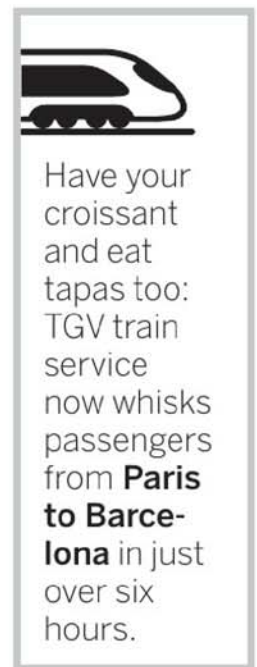 Have your
croissant
and eat
tapas too:
TGV train
service
now whisks
passengers
from Paris
to Barce-
lona in just
over six
hours.